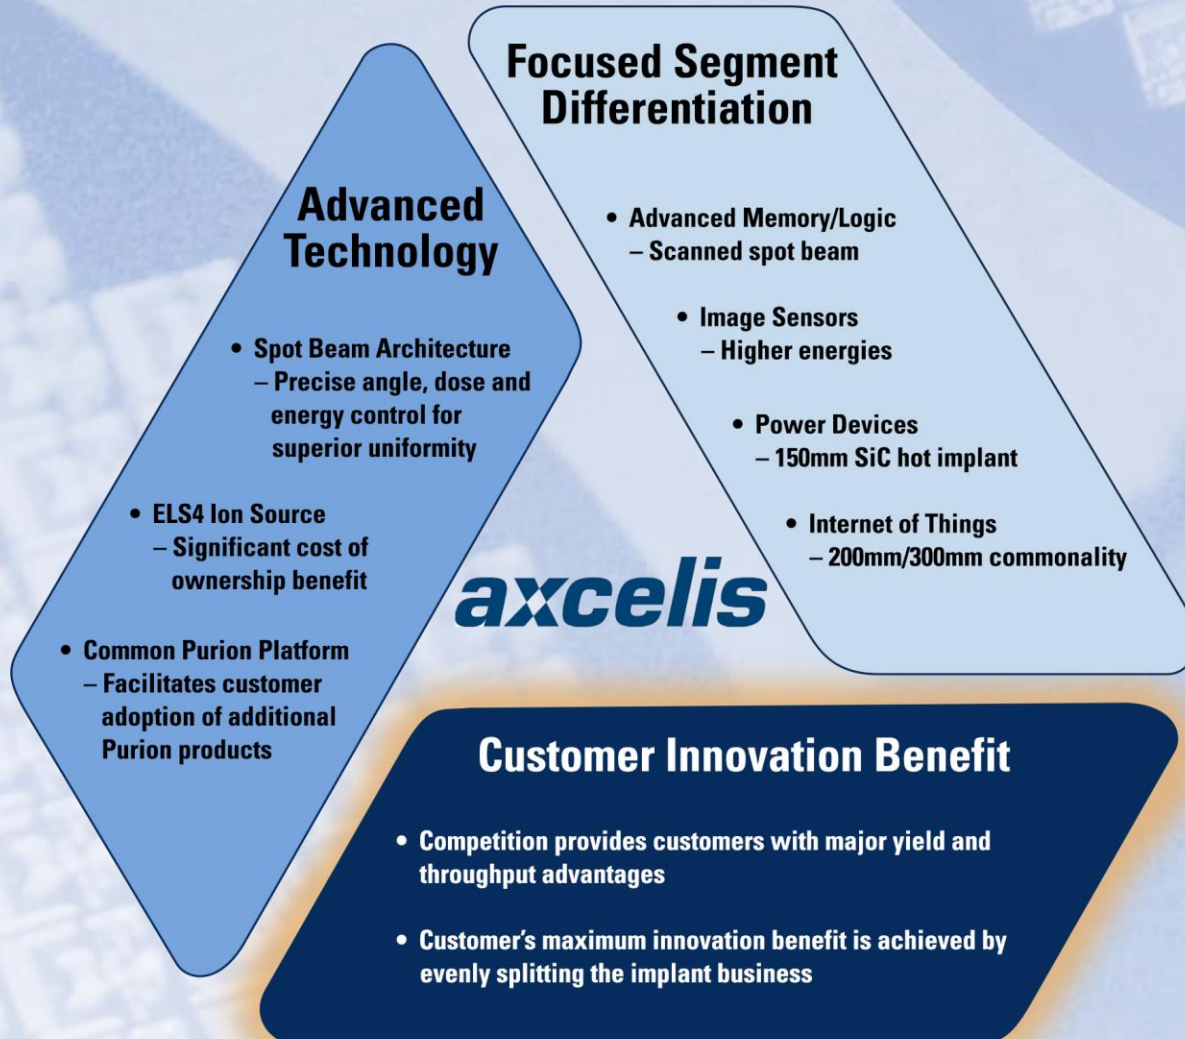 Focused Segment
Differentiation
• Advanced Memory/Logic
– Scanned spot beam
• Image Sensors
– Higher energies
• Power Devices
– 150mm SiC hot implant
• Internet of Things
– 200mm/300mm commonality
Advanced
Technology
• Spot Beam Architecture
– Precise angle, dose and
energy control for
superior uniformity
• ELS4 Ion Source
– Significant cost of
ownership benefit
• Common Purion Platform
– Facilitates customer
adoption of additional
Purion products
axcelis
Customer Innovation Benefit
• Competition provides customers with major yield and
throughput advantages
• Customer’s maximum innovation benefit is achieved by
evenly splitting the implant business